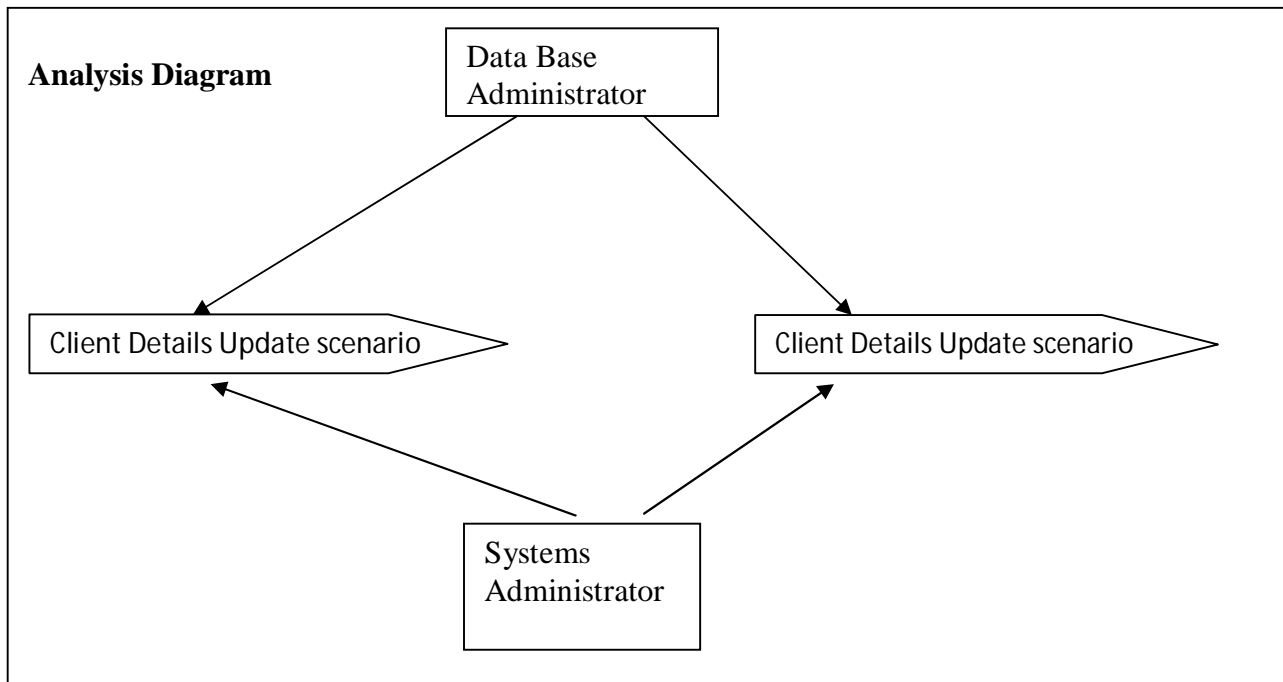 Analysis Diagram
Data Base
Administrator
Client Details Update scenario
Client Details Update scenario
Systems
Administrator